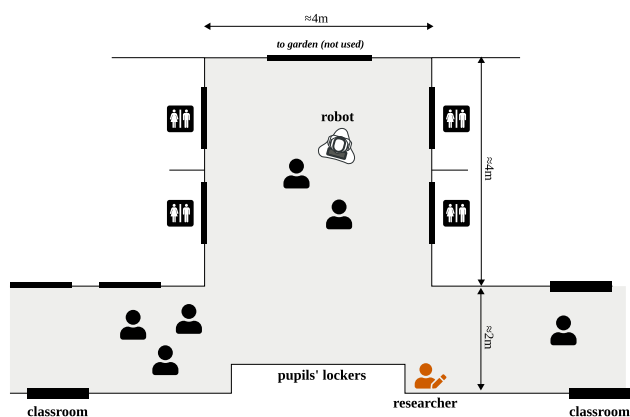 ≈4m
to garden (not used)
robot
≈4m
≈2m
pupils' lockers
researcher
classroom
classroom